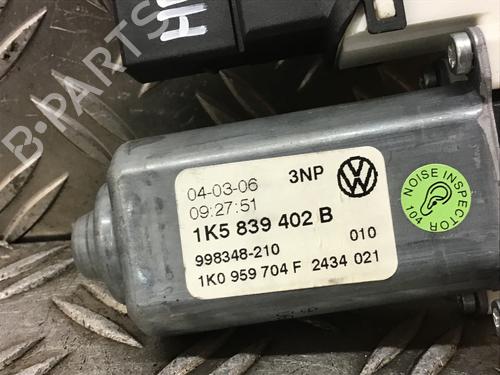 B-PARTS
04-03-06 3NP
09:27:51
1K5 839 402 B
998348-210 010
1K0 959 704 F 2434 021
NOISE INSPECTOR
104